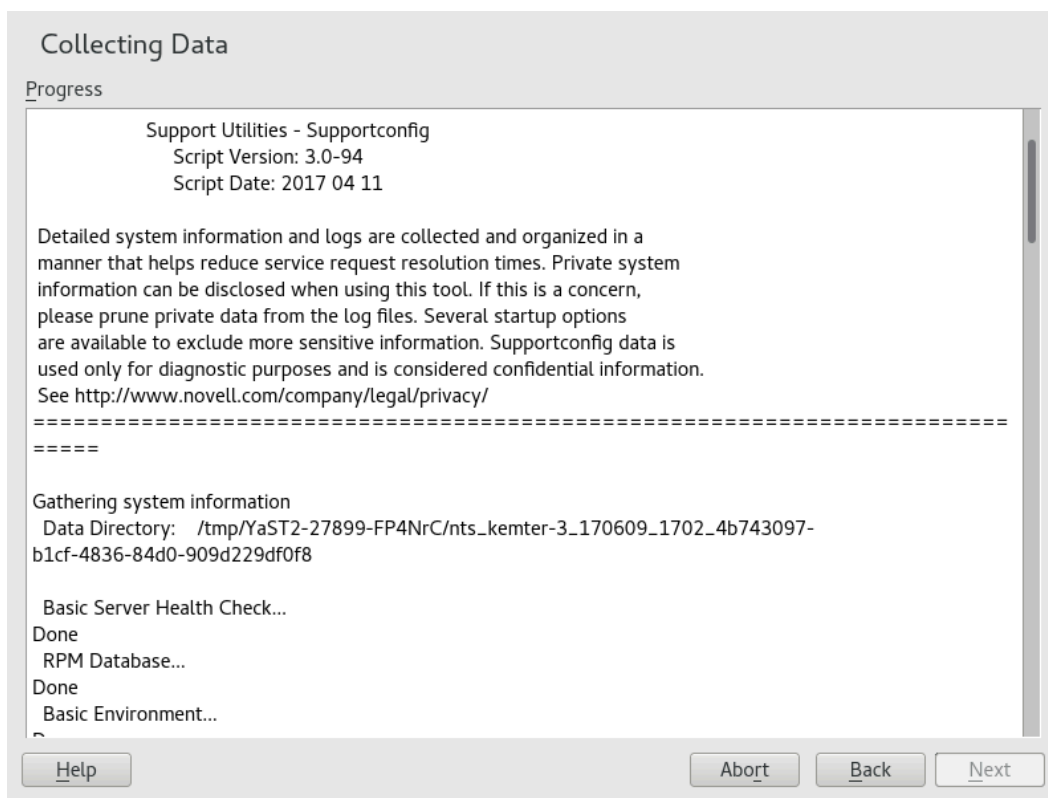 Collecting Data
Progress
Support Utilities - Supportconfig
Script Version: 3.0-94
Script Date: 2017 04 11
Detailed system information and logs are collected and organized in a
manner that helps reduce service request resolution times. Private system
information can be disclosed when using this tool. If this is a concern,
please prune private data from the log files. Several startup options
are available to exclude more sensitive information. Supportconfig data is
used only for diagnostic purposes and is considered confidential information.
See http://www.novell.com/company/legal/privacy/
========================================================================
=====
Gathering system information
Data Directory: /tmp/YaST2-27899-FP4NrC/nts_kemter-3_170609_1702_4b743097-
b1cf-4836-84d0-909d229df0f8
Basic Server Health Check...
Done
RPM Database...
Done
Basic Environment...
Help
Abort
Back
Next